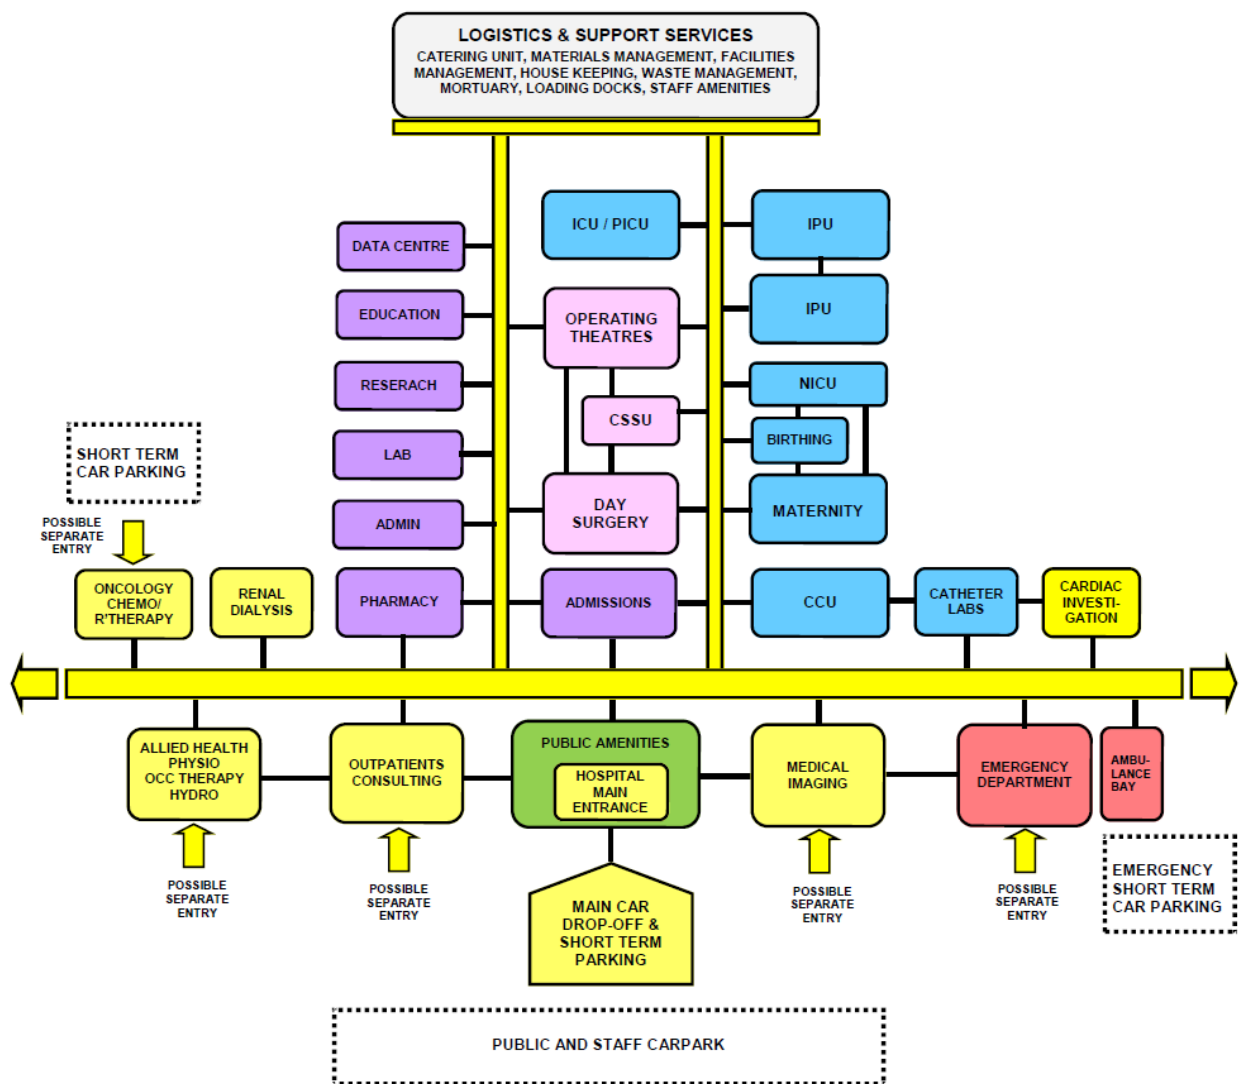 LOGISTICS & SUPPORT SERVICES
CATERING UNIT, MATERIALS MANAGEMENT, FACILITIES
MANAGEMENT, HOUSE KEEPING, WASTE MANAGEMENT,
MORTUARY, LOADING DOCKS, STAFF AMENITIES
ICU / PICU
IPU
DATA CENTRE
EDUCATION
OPERATING
THEATRES
IPU
RESERACH
NICU
CSSU
BIRTHING
SHORT TERM
CAR PARKING
LAB
POSSIBLE
SEPARATE
ENTRY
ADMIN
DAY
SURGERY
MATERNITY
ONCOLOGY
CHEMO/
R'THERAPY
RENAL
DIALYSIS
PHARMACY
ADMISSIONS
CCU
CATHETER
LABS
CARDIAC
INVESTI-
GATION
ALLIED HEALTH
PHYSIO
OCC THERAPY
HYDRO
OUTPATIENTS
CONSULTING
PUBLIC AMENITIES
HOSPITAL
MAIN
ENTRANCE
MEDICAL
IMAGING
EMERGENCY
DEPARTMENT
AMBU-
LANCE
BAY
POSSIBLE
SEPARATE
ENTRY
POSSIBLE
SEPARATE
ENTRY
MAIN CAR
DROP-OFF &
SHORT TERM
PARKING
POSSIBLE
SEPARATE
ENTRY
POSSIBLE
SEPARATE
ENTRY
EMERGENCY
SHORT TERM
CAR PARKING
PUBLIC AND STAFF CARPARK